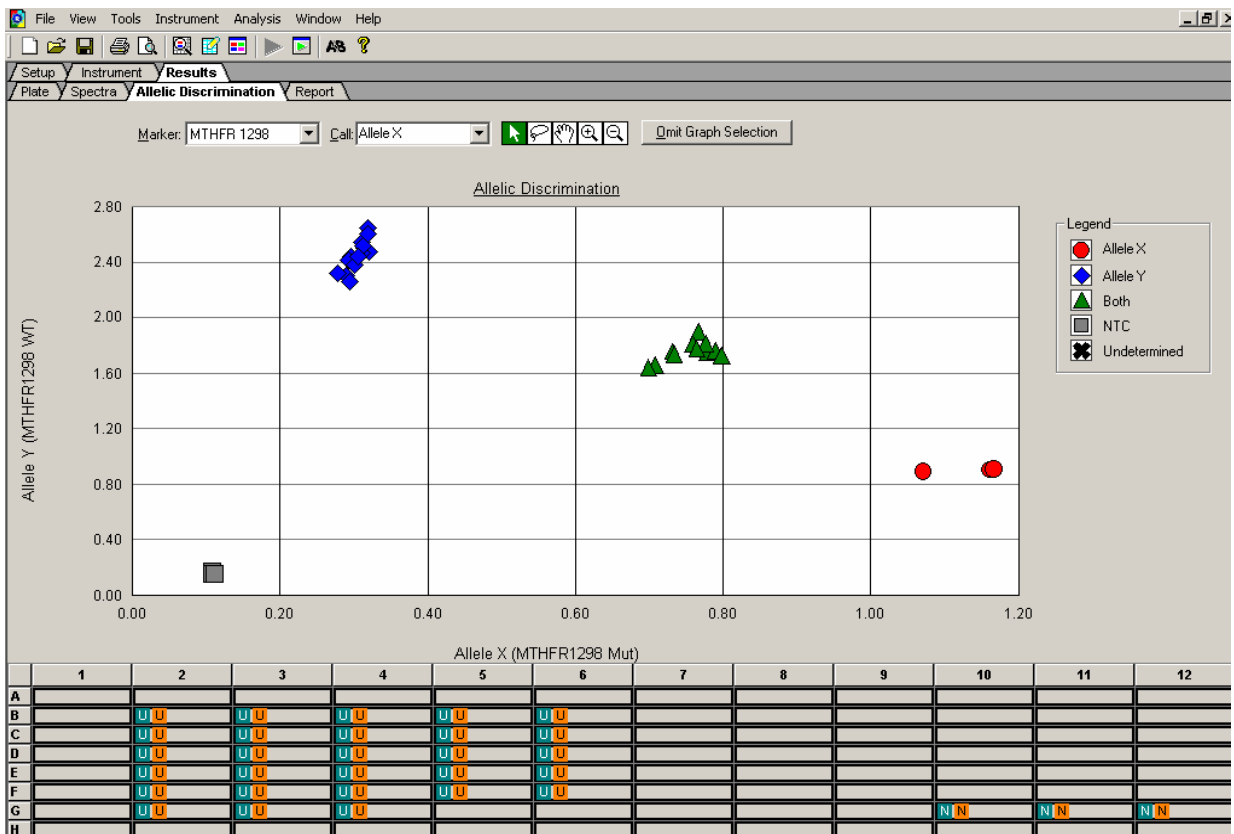 File View Tools Instrument Analysis Window Help
AB ?
Setup Instrument Results
Plate Spectra Allelic Discrimination Report
Marker: MTHFR 1298 Call: Allele X Omit Graph Selection
Allelic Discrimination
2.80
2.40
2.00
1.60
1.20
0.80
0.40
0.00
Allele Y (MTHFR1298 WT)
0.00 0.20 0.40 0.60 0.80 1.00 1.20
Allele X (MTHFR1298 Mut)
Legend
Allele X
Allele Y
Both
NTC
Undetermined
1 2 3 4 5 6 7 8 9 10 11 12
A
B U U U U U U U U U U
C U U U U U U U U U U
D U U U U U U U U U U
E U U U U U U U U U U
F U U U U U U U U U U
G U U U U U U N N N N N N
H